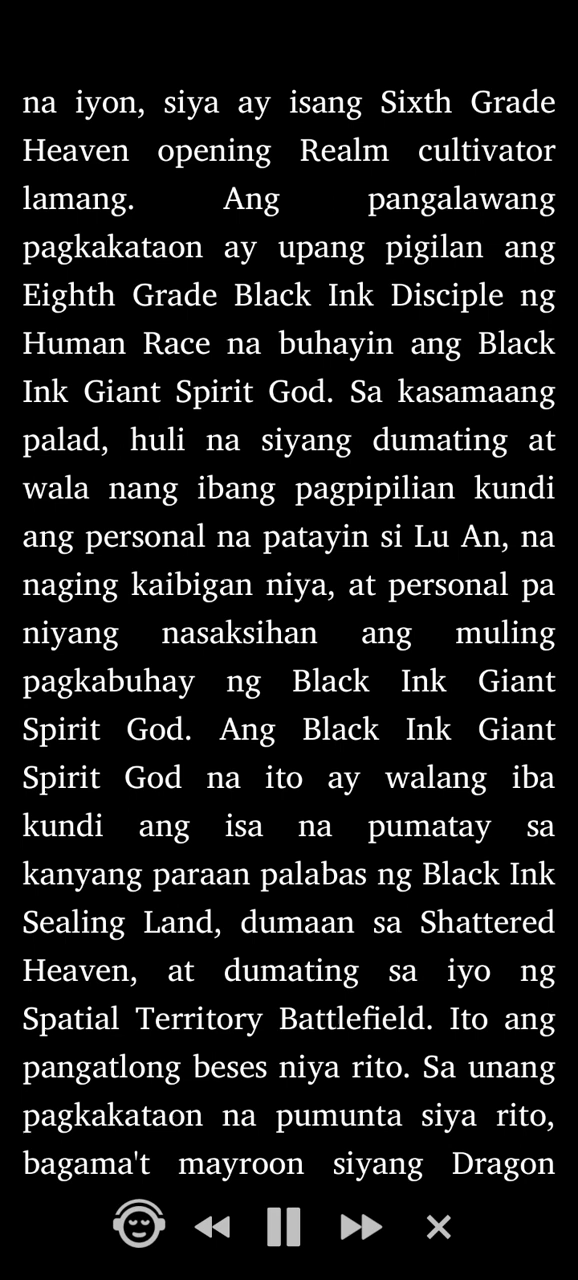 na iyon, siya ay isang Sixth Grade
Heaven opening Realm cultivator
lamang. Ang pangalawang
pagkakataon ay upang pigilan ang
Eighth Grade Black Ink Disciple ng
Human Race na buhayin ang Black
Ink Giant Spirit God. Sa kasamaang
palad, huli na siyang dumating at
wala nang ibang pagpipilian kundi
ang personal na patayin si Lu An, na
naging kaibigan niya, at personal pa
niyang nasaksihan ang muling
pagkabuhay ng Black Ink Giant
Spirit God. Ang Black Ink Giant
Spirit God na ito ay walang iba
kundi ang isa na pumatay sa
kanyang paraan palabas ng Black Ink
Sealing Land, dumaan sa Shattered
Heaven, at dumating sa iyo ng
Spatial Territory Battlefield. Ito ang
pangatlong beses niya rito. Sa unang
pagkakataon na pumunta siya rito,
bagama't mayroon siyang Dragon